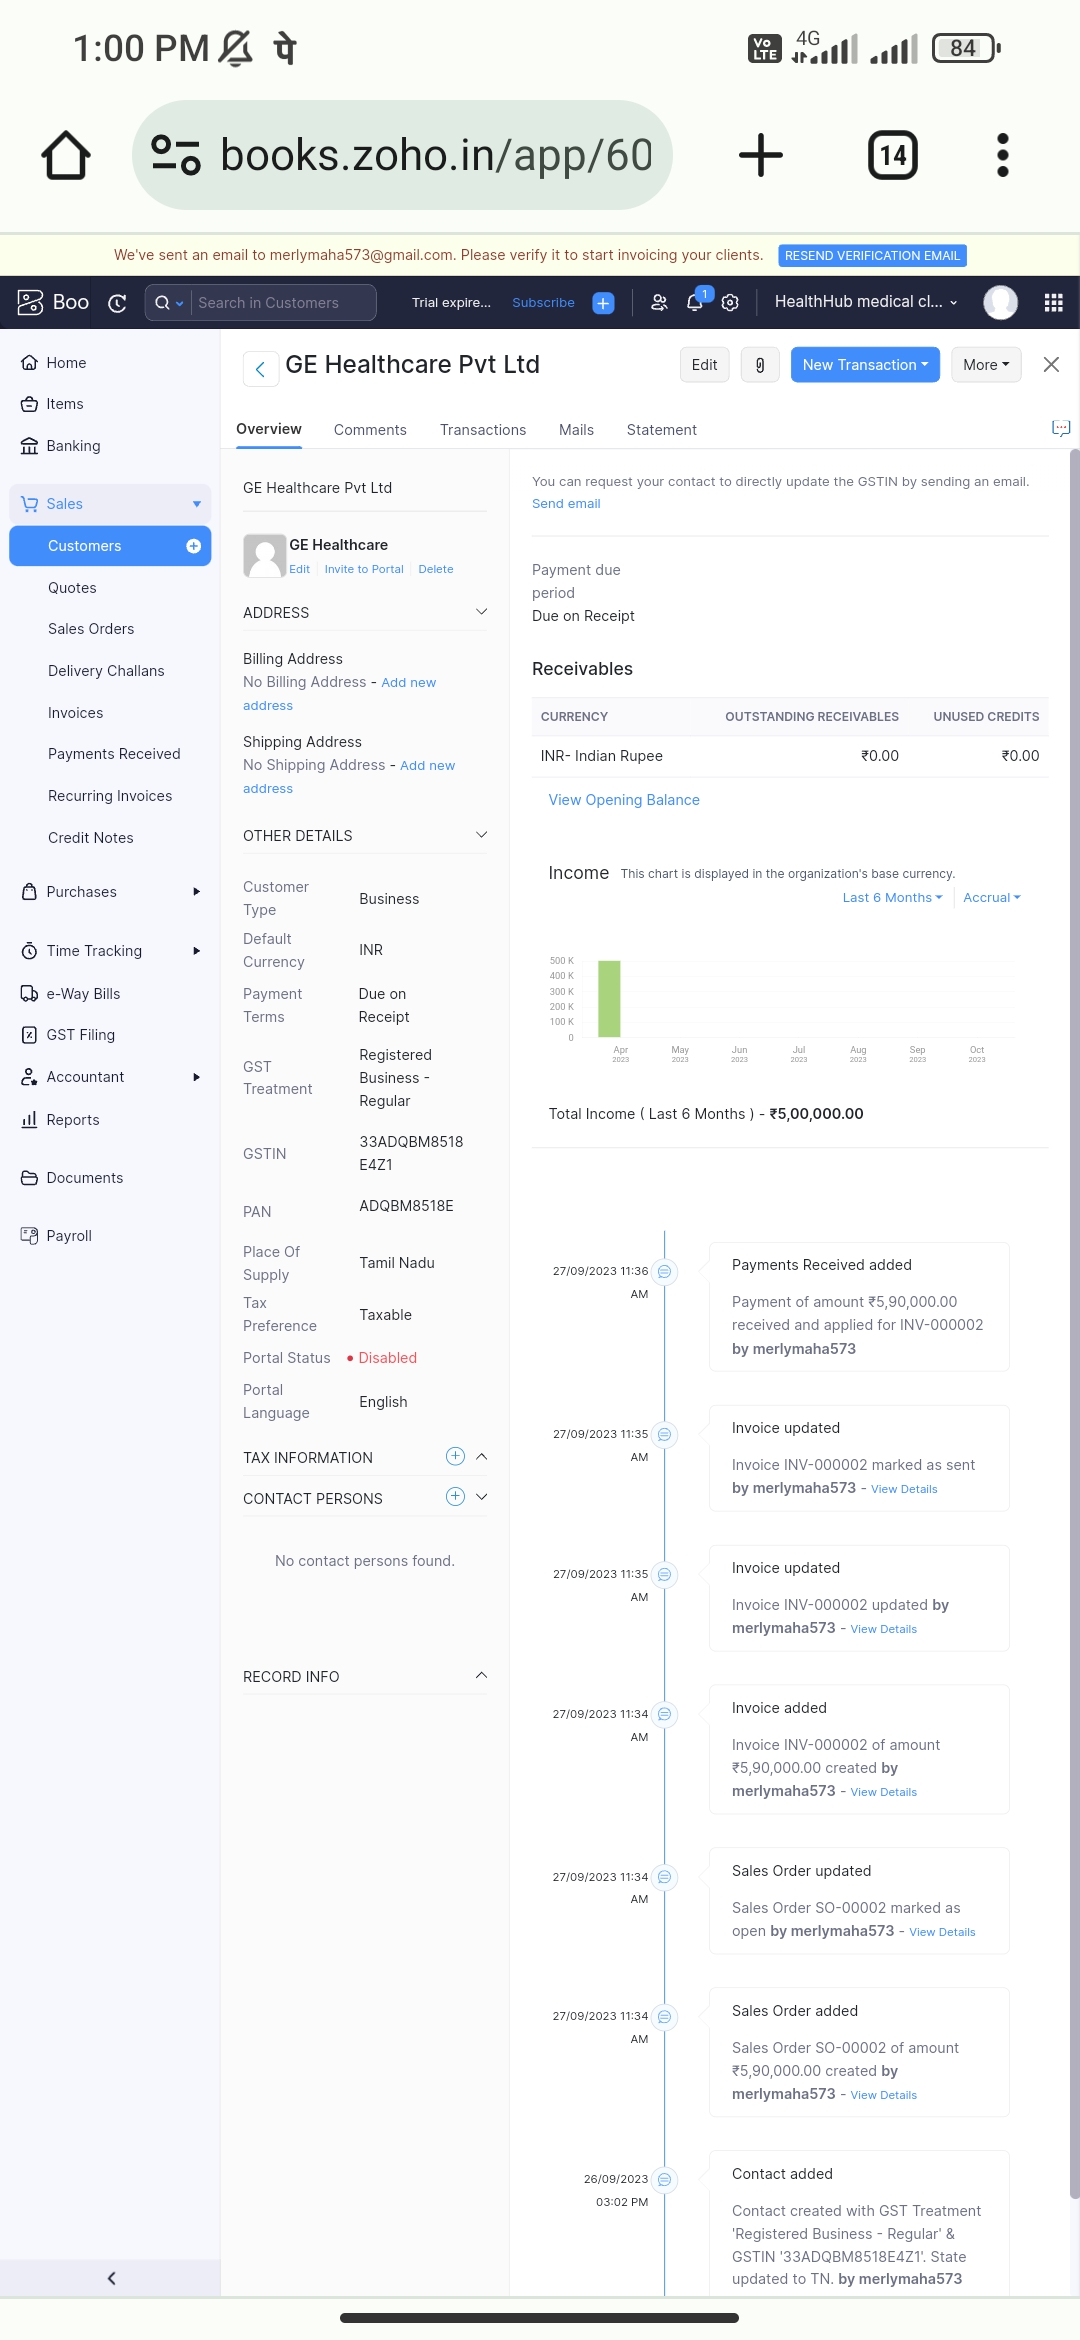 1:00 PM पे
Vo LTE 4G 84
books.zoho.in/app/60
14
We've sent an email to merlymaha573@gmail.com. Please verify it to start invoicing your clients. RESEND VERIFICATION EMAIL
Boo
Search in Customers
Trial expire...
Subscribe
1
HealthHub medical cl...
Home
Items
Banking
Sales
Customers
Quotes
Sales Orders
Delivery Challans
Invoices
Payments Received
Recurring Invoices
Credit Notes
Purchases
Time Tracking
e-Way Bills
GST Filing
Accountant
Reports
Documents
Payroll
GE Healthcare Pvt Ltd
Edit
New Transaction
More
Overview
Comments
Transactions
Mails
Statement
GE Healthcare Pvt Ltd
GE Healthcare
Edit Invite to Portal Delete
ADDRESS
Billing Address
No Billing Address - Add new
address
Shipping Address
No Shipping Address - Add new
address
OTHER DETAILS
Customer
Type
Business
Default
Currency
INR
Payment
Terms
Due on
Receipt
GST
Treatment
Registered
Business -
Regular
GSTIN
33ADQBM8518
E4Z1
PAN
ADQBM8518E
Place Of
Supply
Tamil Nadu
Tax
Preference
Taxable
Portal Status
Disabled
Portal
Language
English
TAX INFORMATION
CONTACT PERSONS
No contact persons found.
RECORD INFO
You can request your contact to directly update the GSTIN by sending an email.
Send email
Payment due
period
Due on Receipt
Receivables
CURRENCY OUTSTANDING RECEIVABLES UNUSED CREDITS
INR- Indian Rupee ₹0.00 ₹0.00
View Opening Balance
Income This chart is displayed in the organization's base currency.
Last 6 Months Accrual
500 K
400 K
300 K
200 K
100 K
0
Apr May Jun Jul Aug Sep Oct
2023 2023 2023 2023 2023 2023 2023
Total Income ( Last 6 Months ) - ₹5,00,000.00
27/09/2023 11:36
AM
Payments Received added
Payment of amount ₹5,90,000.00
received and applied for INV-000002
by merlymaha573
27/09/2023 11:35
AM
Invoice updated
Invoice INV-000002 marked as sent
by merlymaha573 - View Details
27/09/2023 11:35
AM
Invoice updated
Invoice INV-000002 updated by
merlymaha573 - View Details
27/09/2023 11:34
AM
Invoice added
Invoice INV-000002 of amount
₹5,90,000.00 created by
merlymaha573 - View Details
27/09/2023 11:34
AM
Sales Order updated
Sales Order SO-00002 marked as
open by merlymaha573 - View Details
27/09/2023 11:34
AM
Sales Order added
Sales Order SO-00002 of amount
₹5,90,000.00 created by
merlymaha573 - View Details
26/09/2023
03:02 PM
Contact added
Contact created with GST Treatment
'Registered Business - Regular' &
GSTIN '33ADQBM8518E4Z1'. State
updated to TN. by merlymaha573